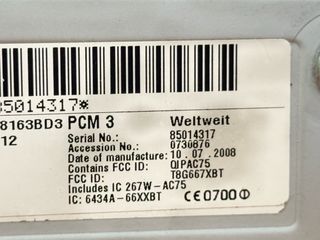 85014317*
8163BD3 PCM 3 Weltweit
12
Serial No.: 85014317
Accordion No.: 0730876
Date of manufacture: 10.07.2008
Contains FCC ID: QIPAC75
FCC ID: T8G667XBT
Includes IC 267W-AC75
IC: 6434A-66XXBT CE0700